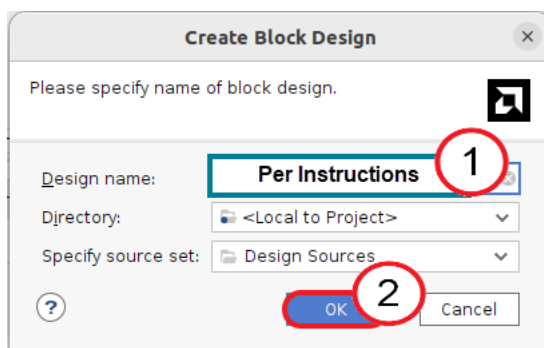 Create Block Design
Please specify name of block design.
Design name: Per Instructions 1
Directory: <Local to Project>
Specify source set: Design Sources
? OK 2 Cancel